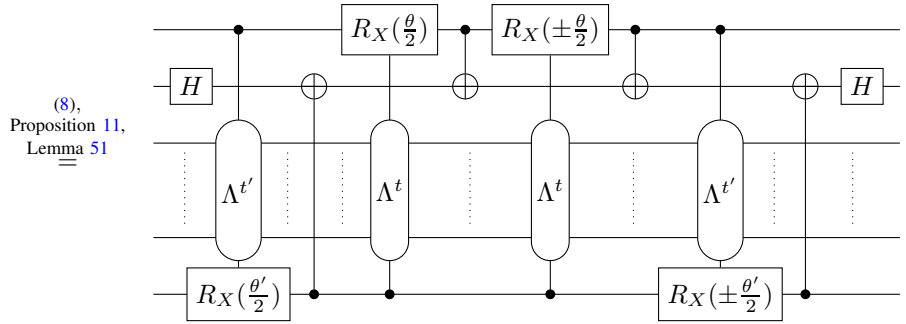 R_X(θ/2) R_X(±θ/2)
H H
(8),
Proposition 11,
Lemma 51
=
Λ^t′ Λ^t Λ^t Λ^t′
R_X(θ′/2) R_X(±θ′/2)